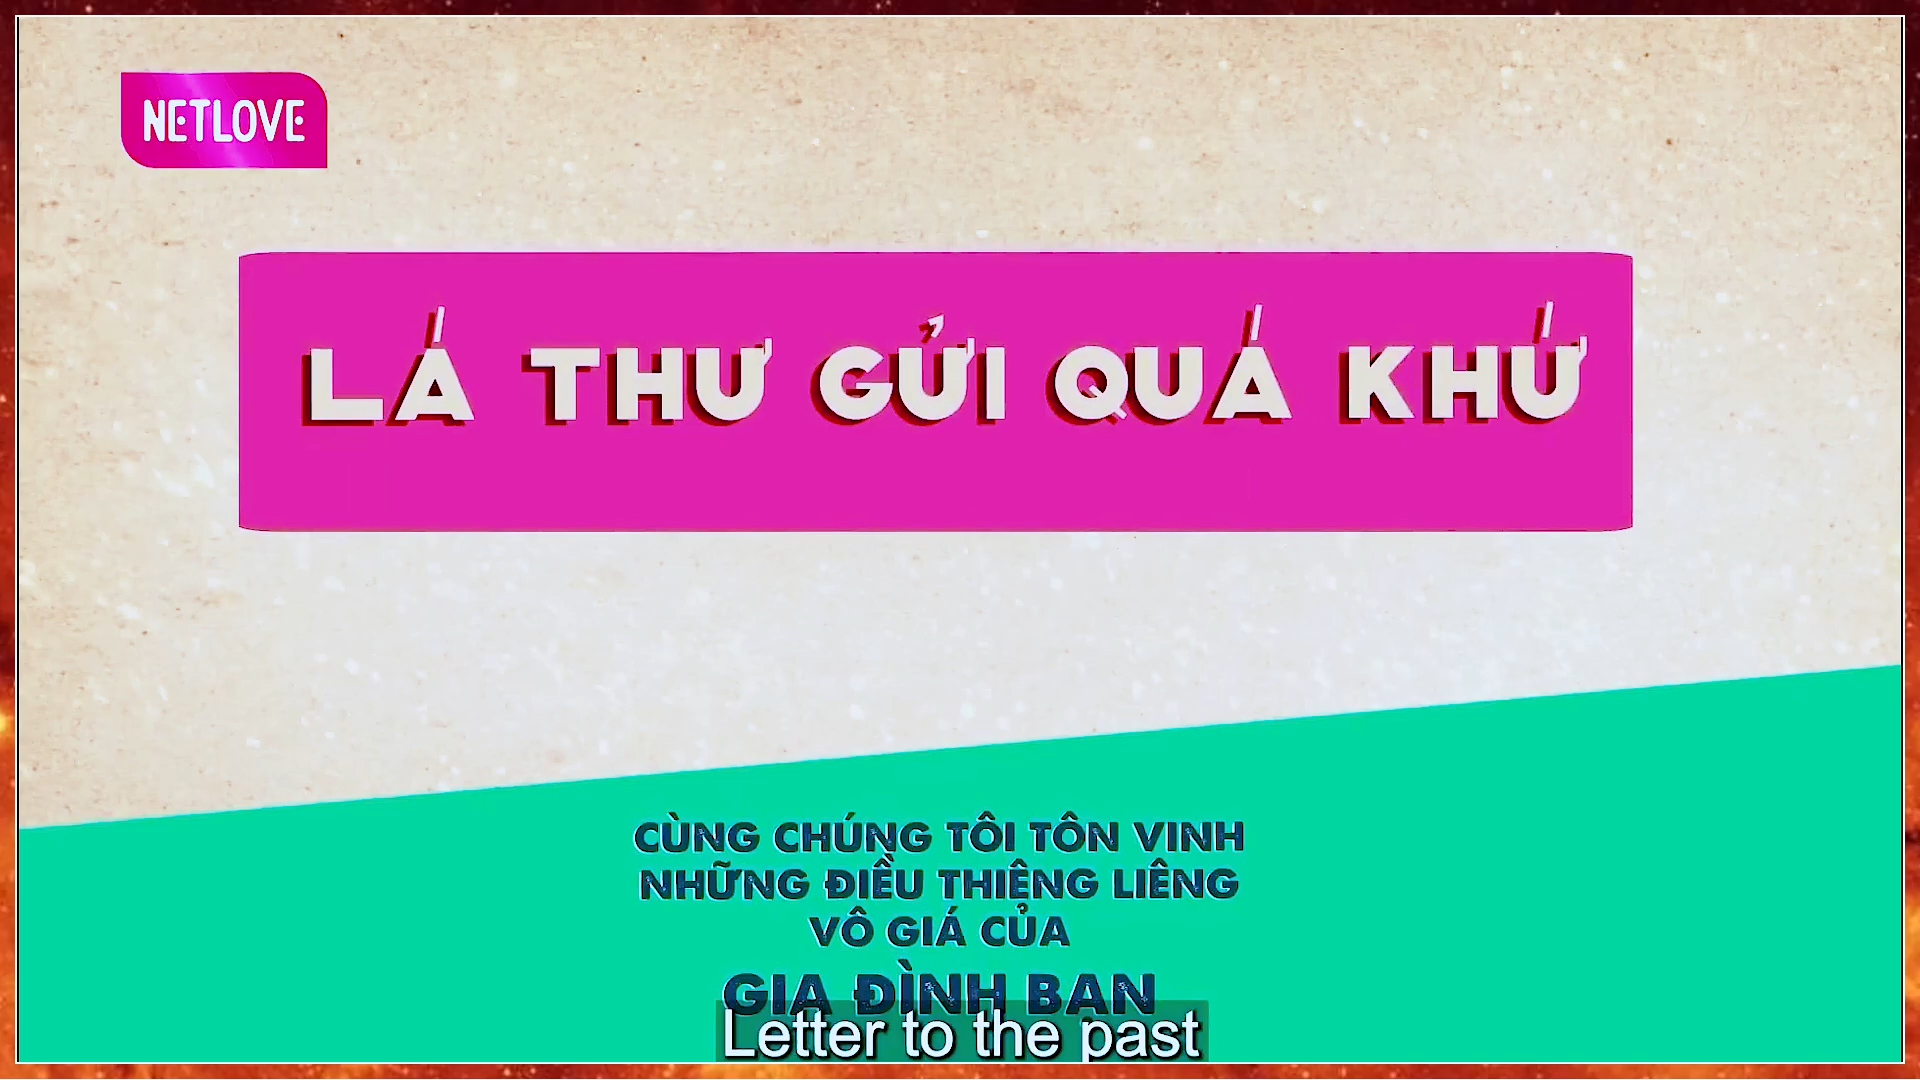 NETLOVE
LÁ THƯ GỬI QUÁ KHỨ
CÙNG CHÚNG TÔI TÔN VINH
NHỮNG ĐIỀU THIÊNG LIÊNG
VÔ GIÁ CỦA
GIA ĐÌNH BẠN
Letter to the past